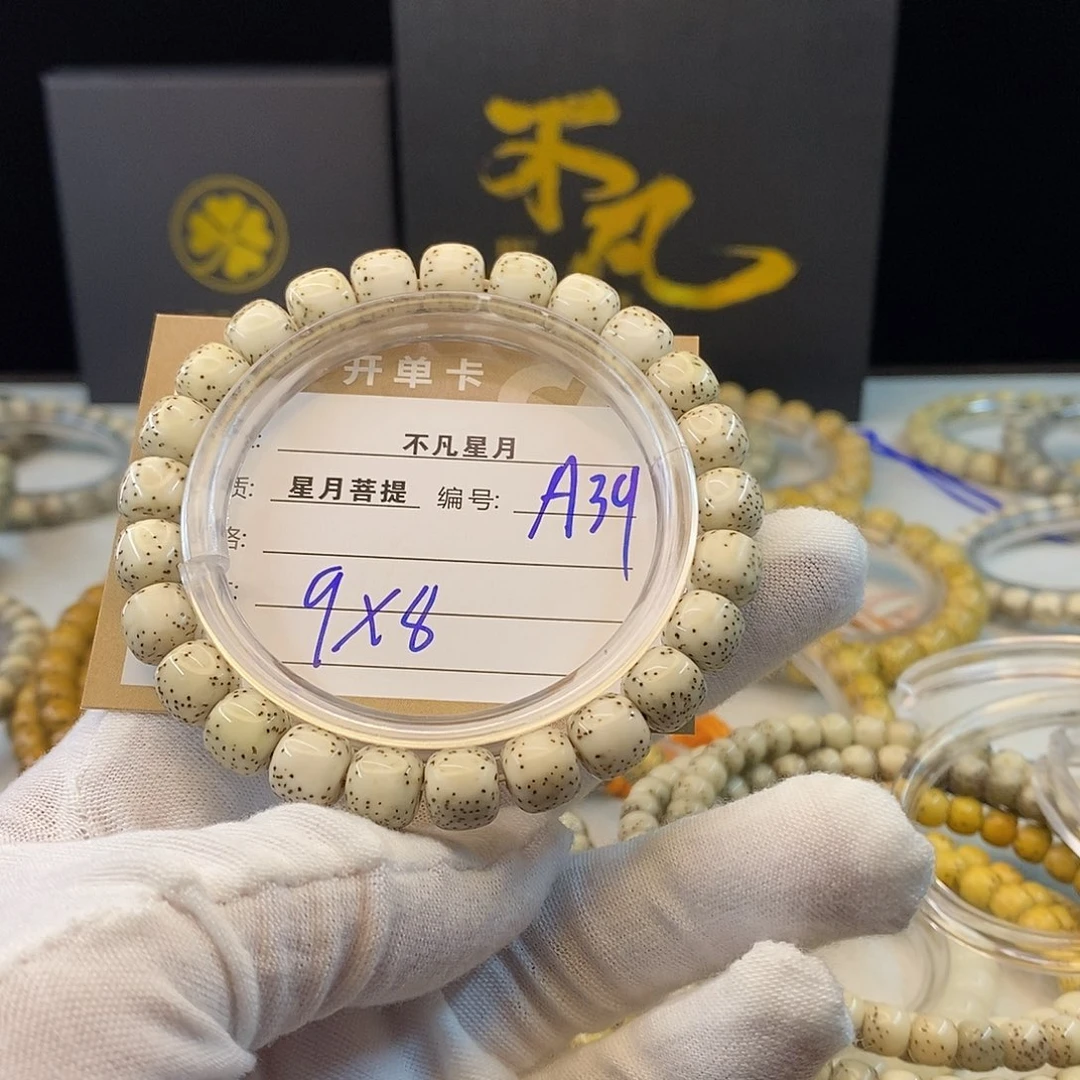 不凡
开单卡
: 不凡星月
质: 星月菩提 编号: A39
格:
: 9X8